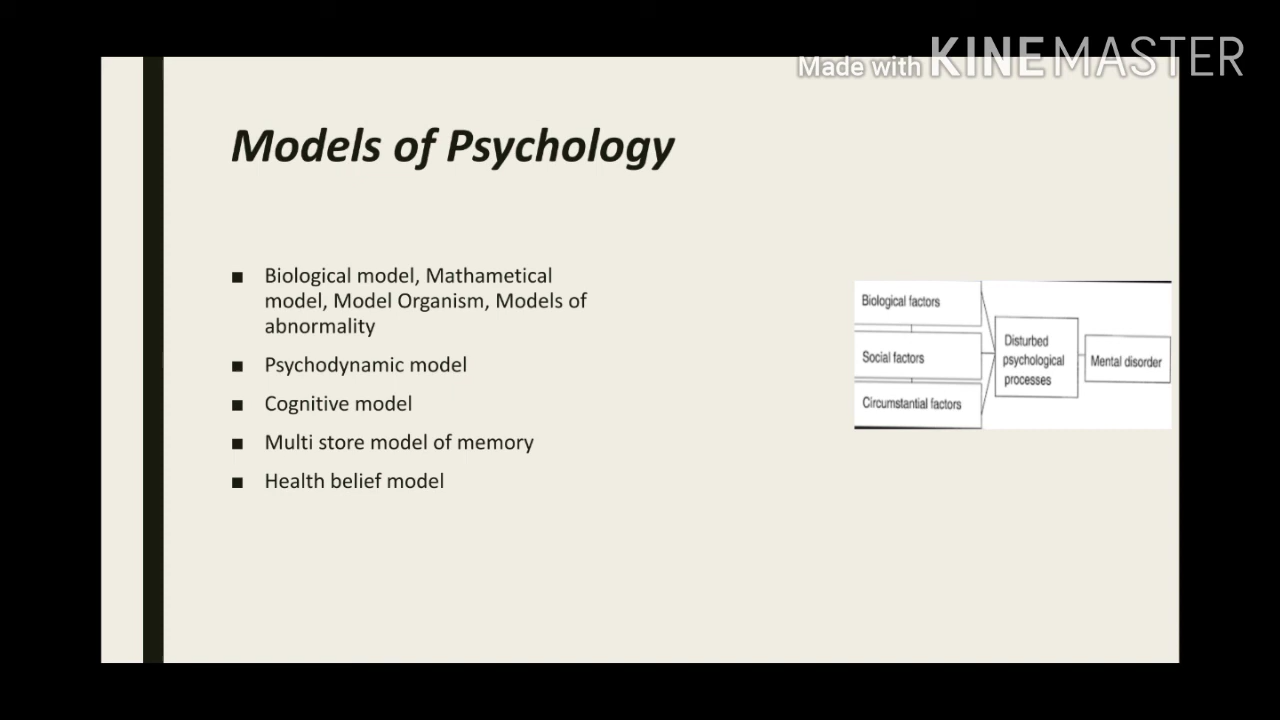 Made with KINEMASTER
Models of Psychology
■ Biological model, Mathametical
model, Model Organism, Models of
abnormality
■ Psychodynamic model
■ Cognitive model
■ Multi store model of memory
■ Health belief model
Biological factors
Social factors
Circumstantial factors
Disturbed
psychological
processes
Mental disorder